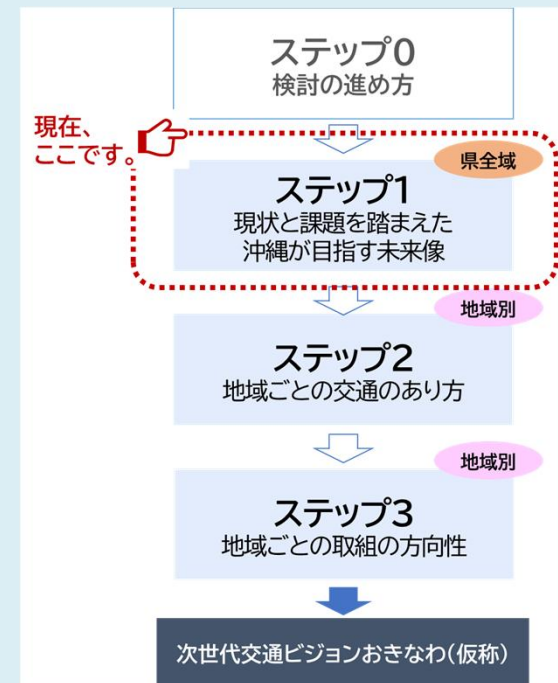 ステップ0
検討の進め方
現在、
ここです。
県全域
ステップ1
現状と課題を踏まえた
沖縄が目指す未来像
地域別
ステップ2
地域ごとの交通のあり方
地域別
ステップ3
地域ごとの取組の方向性
次世代交通ビジョンおきなわ(仮称)